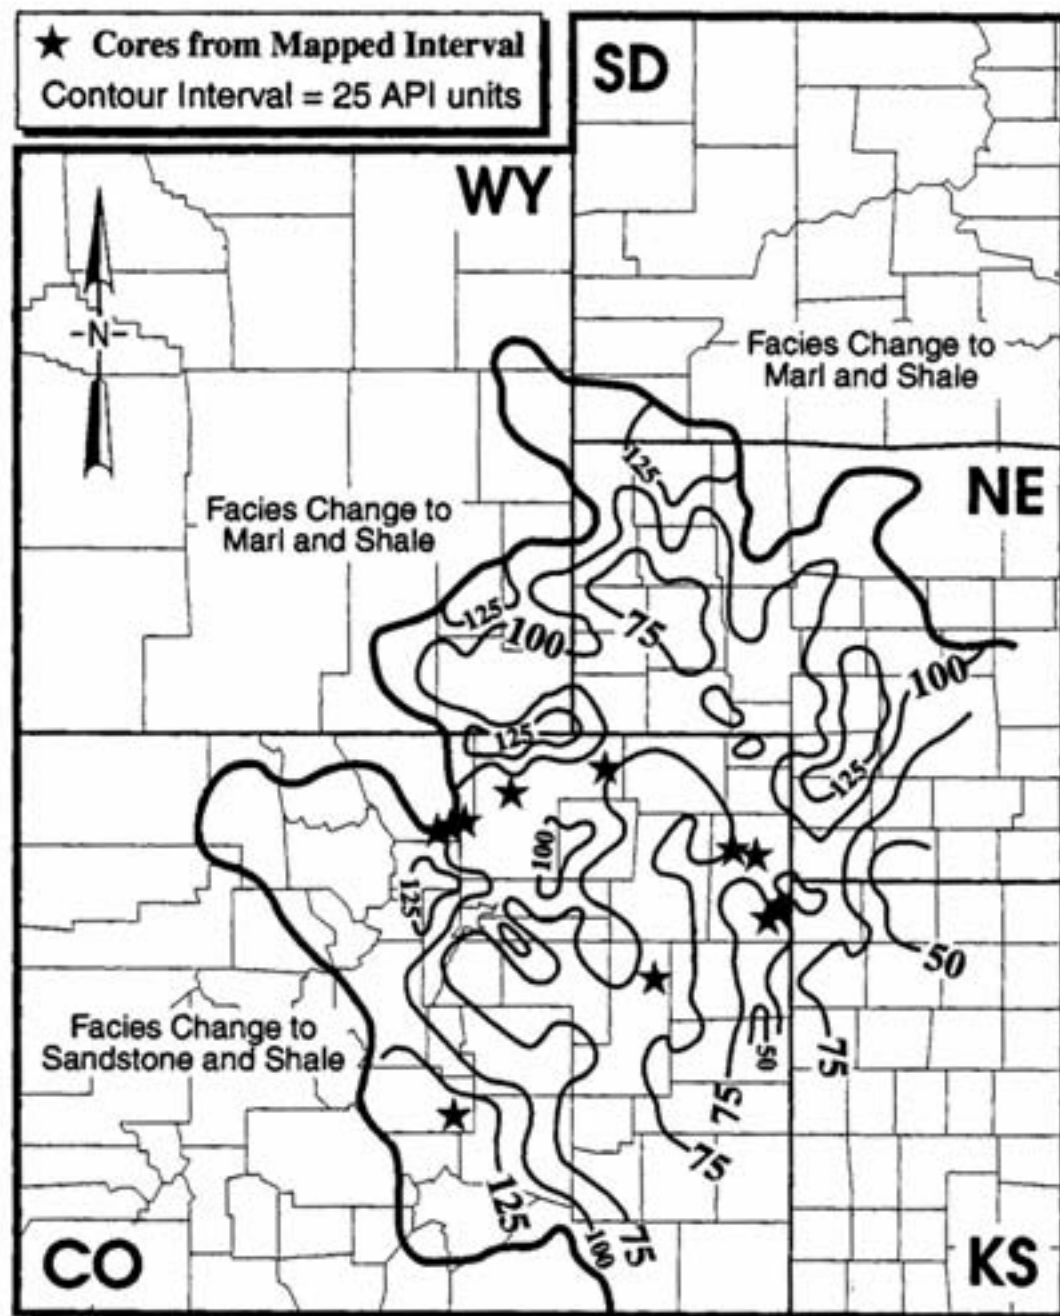 ★ Cores from Mapped Interval
Contour Interval = 25 API units
SD
WY
-N-
Facies Change to
Marl and Shale
NE
Facies Change to
Marl and Shale
125
125
100
75
100
125
125
100
125
50
Facies Change to
Sandstone and Shale
50
75
75
75
125
100
75
CO
KS